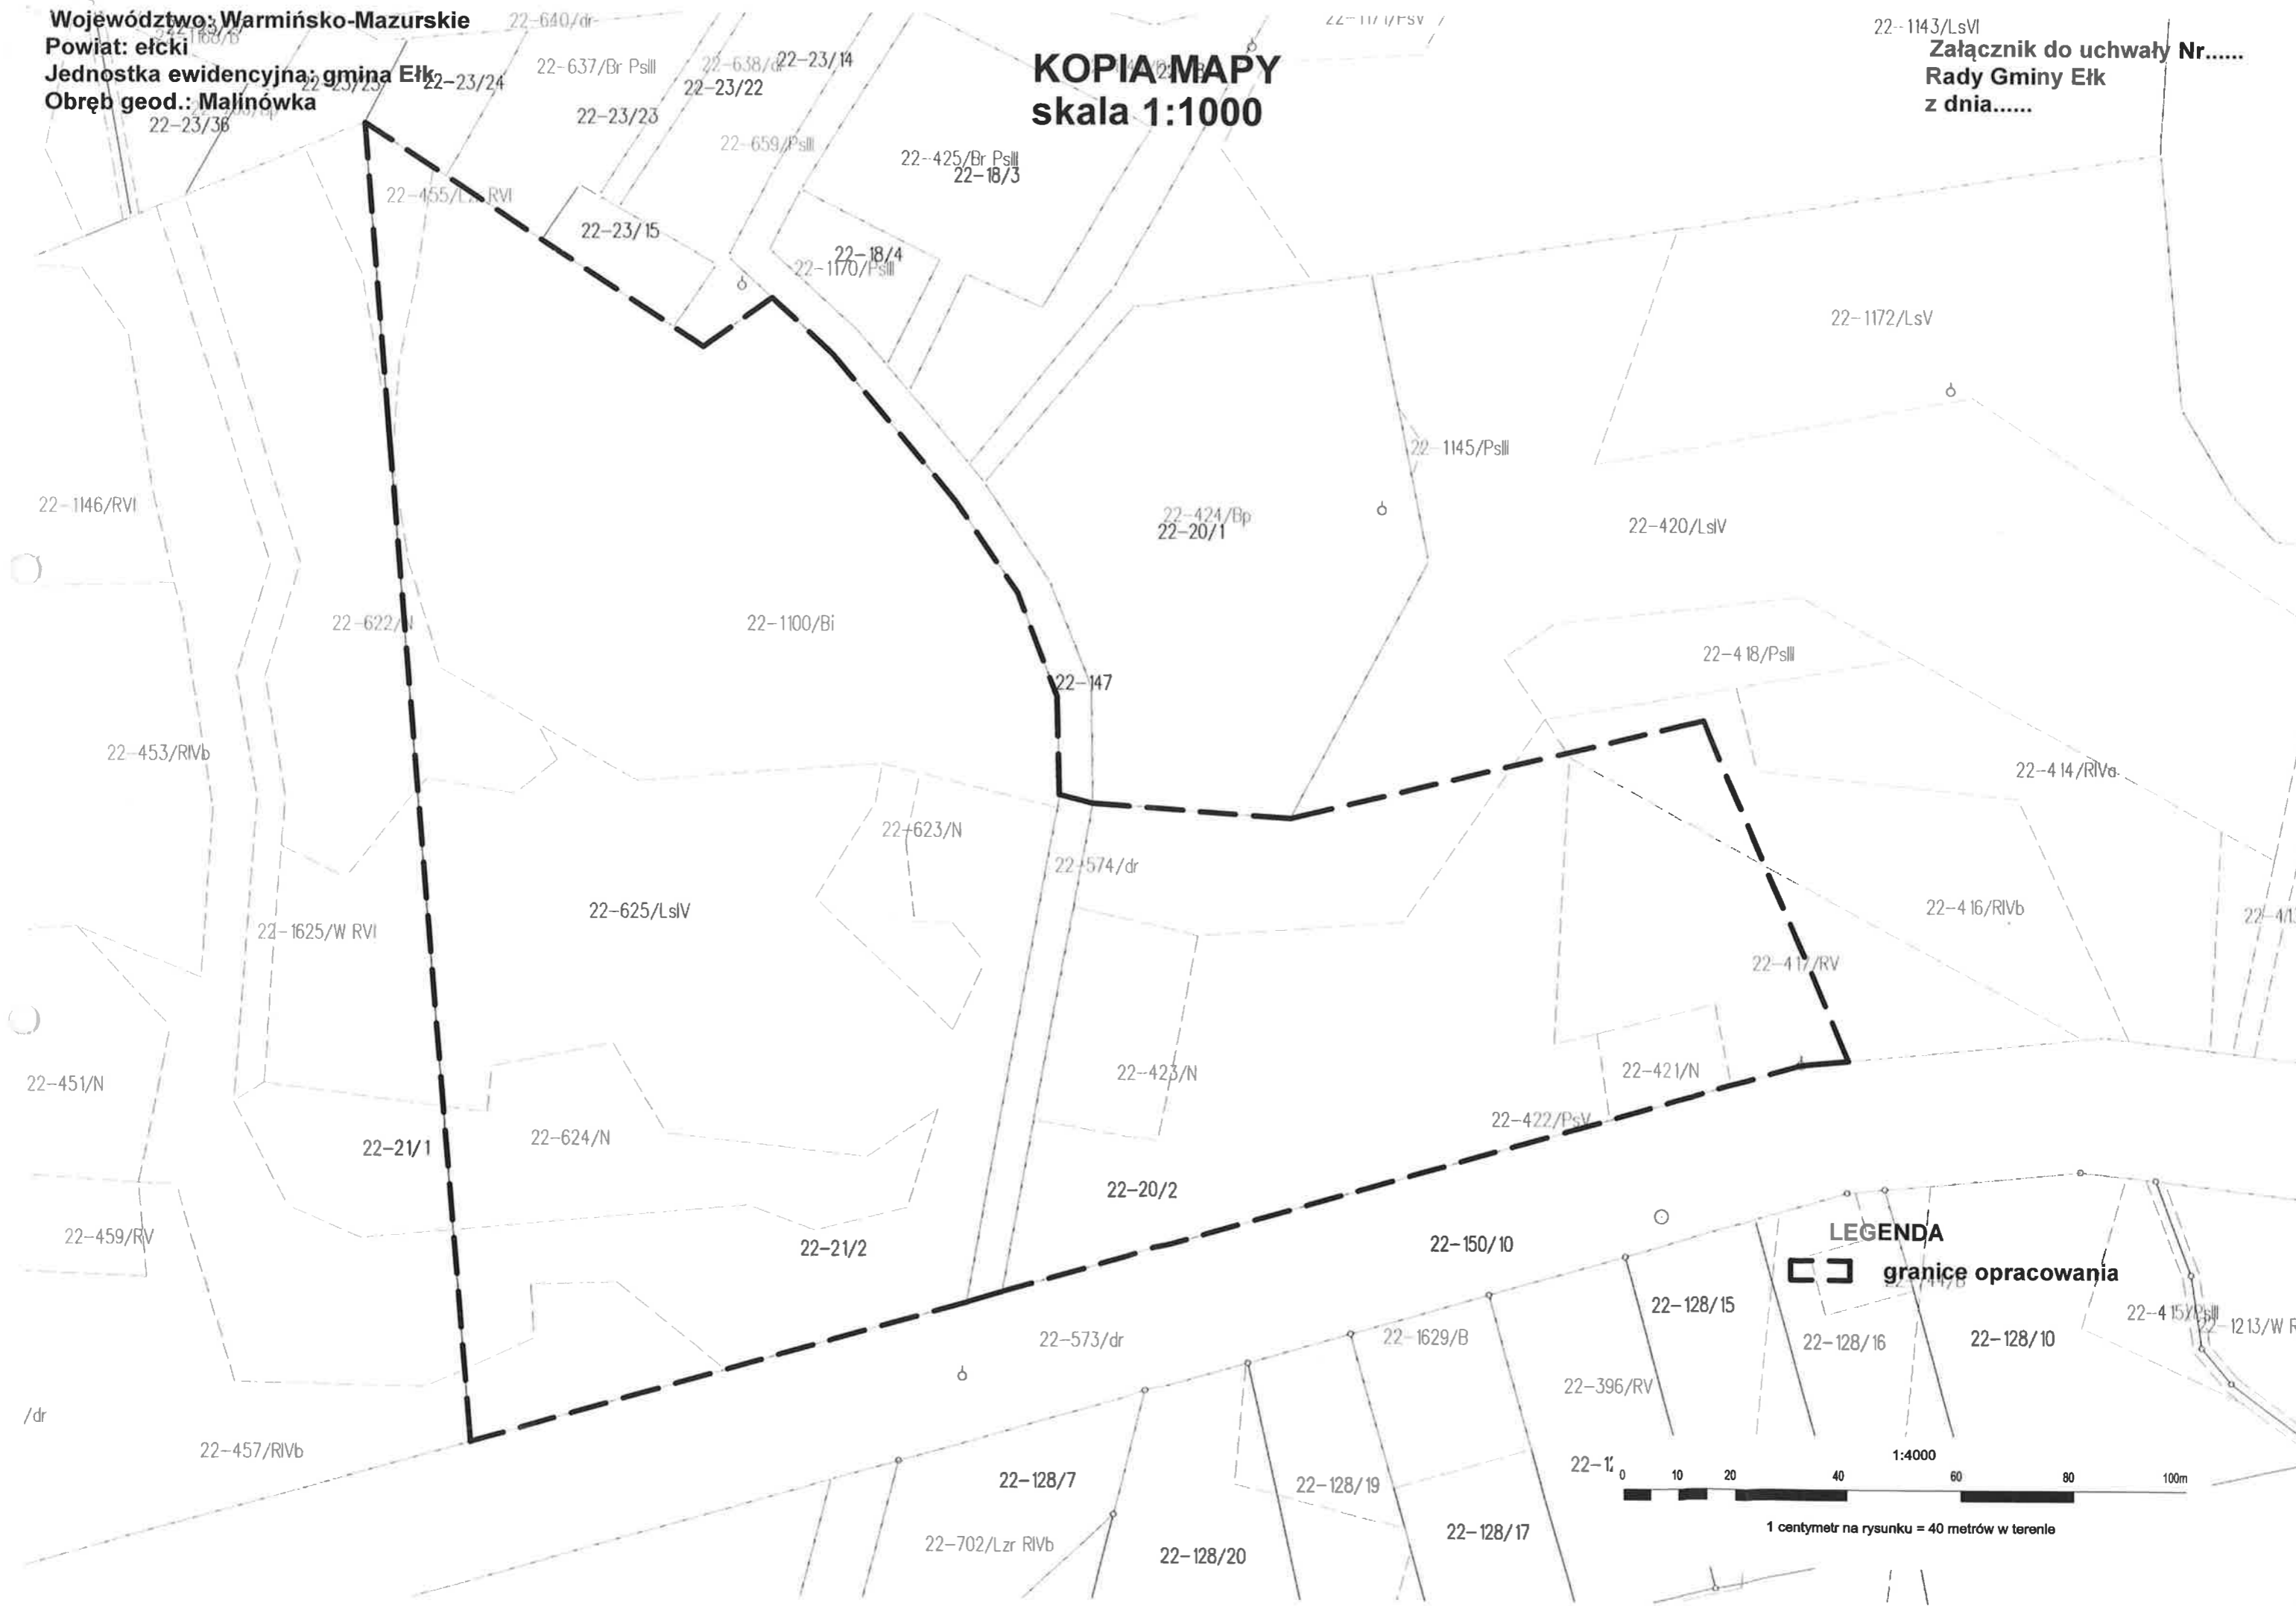 Województwo: Warmińsko-Mazurskie
Powiat: ełcki
Jednostka ewidencyjna: gmina Ełk
Obręb geod.: Malinówka
KOPIA MAPY
skala 1:1000
Załącznik do uchwały Nr......
Rady Gminy Ełk
z dnia......
22-640/dr
22-1143/LsVI
22-637/Br PsIII
22-23/14
22-23/24
22-23/22
22-23/23
22-23/36
22-659/PsIII
22-425/Br PsIII
22-18/3
22-23/15
22-18/4
22-1170/PsIII
22-1172/LsV
22-1145/PsIII
22-1146/RVI
22-424/Bp
22-20/1
22-420/LsIV
22-622/N
22-1100/Bi
22-418/PsIII
22-147
22-453/RIVb
22-414/RIVa
22-623/N
22-574/dr
22-625/LsIV
22-416/RIVb
22-1625/W RVI
22-417/RV
22-451/N
22-423/N
22-421/N
22-422/PsV
22-21/1
22-624/N
22-20/2
22-459/RV
22-21/2
22-150/10
LEGENDA
granice opracowania
22-128/15
22-573/dr
22-1629/B
22-128/16
22-128/10
22-415/PsIII
22-1213/W
22-396/RV
/dr
22-457/RIVb
22-128/7
22-128/19
1:4000
0 10 20 40 60 80 100m
1 centymetr na rysunku = 40 metrów w terenie
22-128/17
22-702/Lzr RIVb
22-128/20